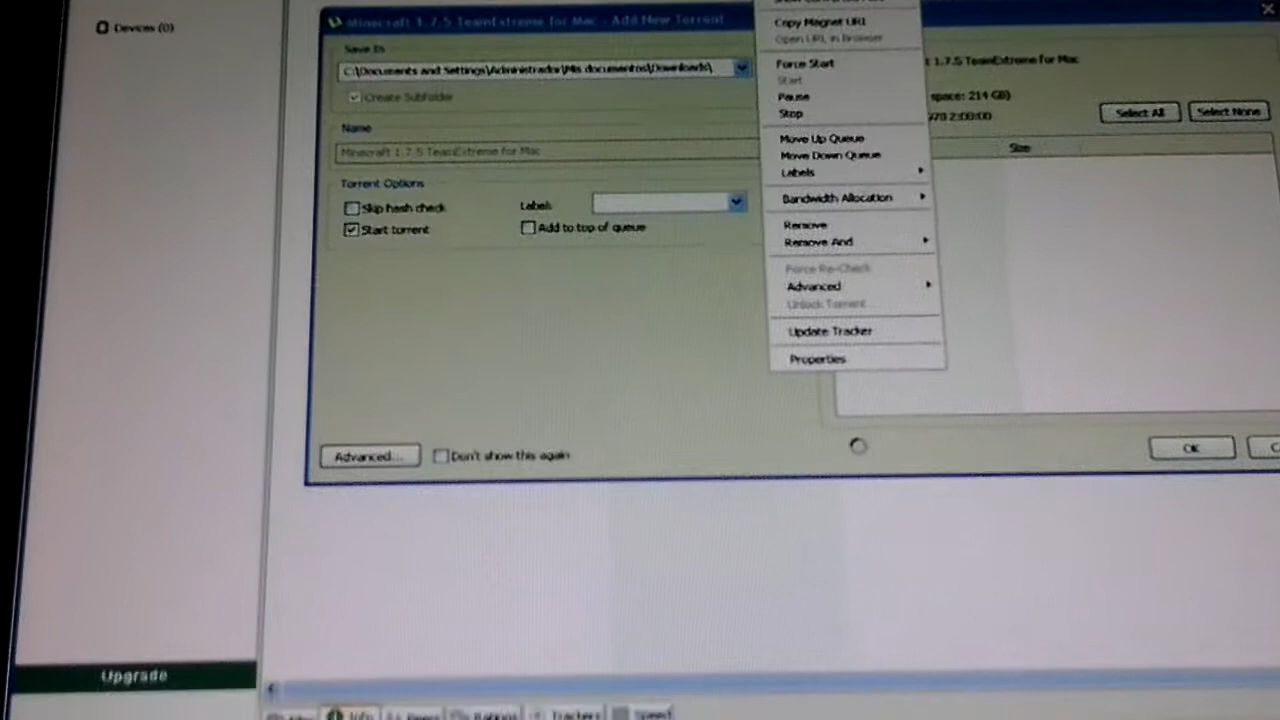 Devices (0)
Minecraft 1.7.5 TeamExtreme for Mac - Add New Torrent
Save In
C:\Documents and Settings\Administrador\Mis documentos\Downloads\
Create Subfolder
Name
Minecraft 1.7.5 TeamExtreme for Mac
Torrent Options
Skip hash check
Label:
Start torrent
Add to top of queue
Advanced...
Don't show this again
Copy Magnet URI
Open URL in Browser
Force Start
Start
Pause
Stop
Move Up Queue
Move Down Queue
Labels
Bandwidth Allocation
Remove
Remove And
Force Re-Check
Advanced
Unlock Torrent
Update Tracker
Properties
t 1.7.5 TeamExtreme for Mac
space: 214 GB)
970 2:00:00
Select All
Select None
Size
OK
C
Upgrade
Info
Peers
Ratings
Trackers
Speed